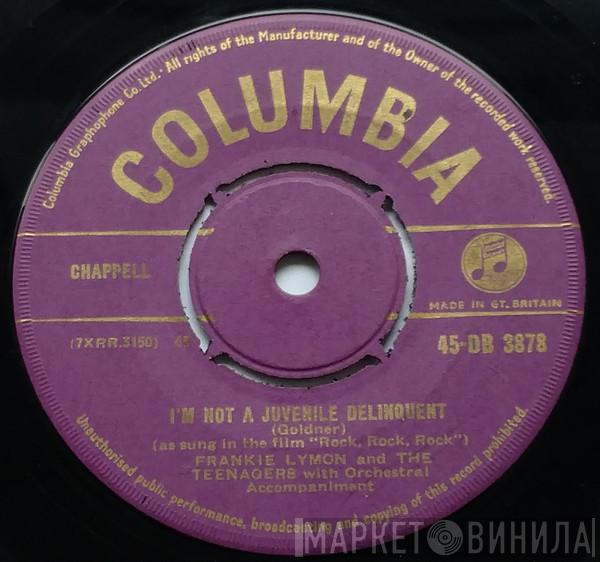 Columbia Graphophone Co. Ltd. · All rights of the Manufacturer and of the Owner of the recorded work reserved.
COLUMBIA
CHAPPELL
MADE IN GT. BRITAIN
(7XRR.3150) 45
45-DB 3878
I'M NOT A JUVENILE DELINQUENT
(Goldner)
(as sung in the film "Rock, Rock, Rock")
FRANKIE LYMON and THE
TEENAGERS with Orchestral
Accompaniment
Unauthorised public performance, broadcasting and copying of this record prohibited.
МАРКЕТ ВИНИЛА